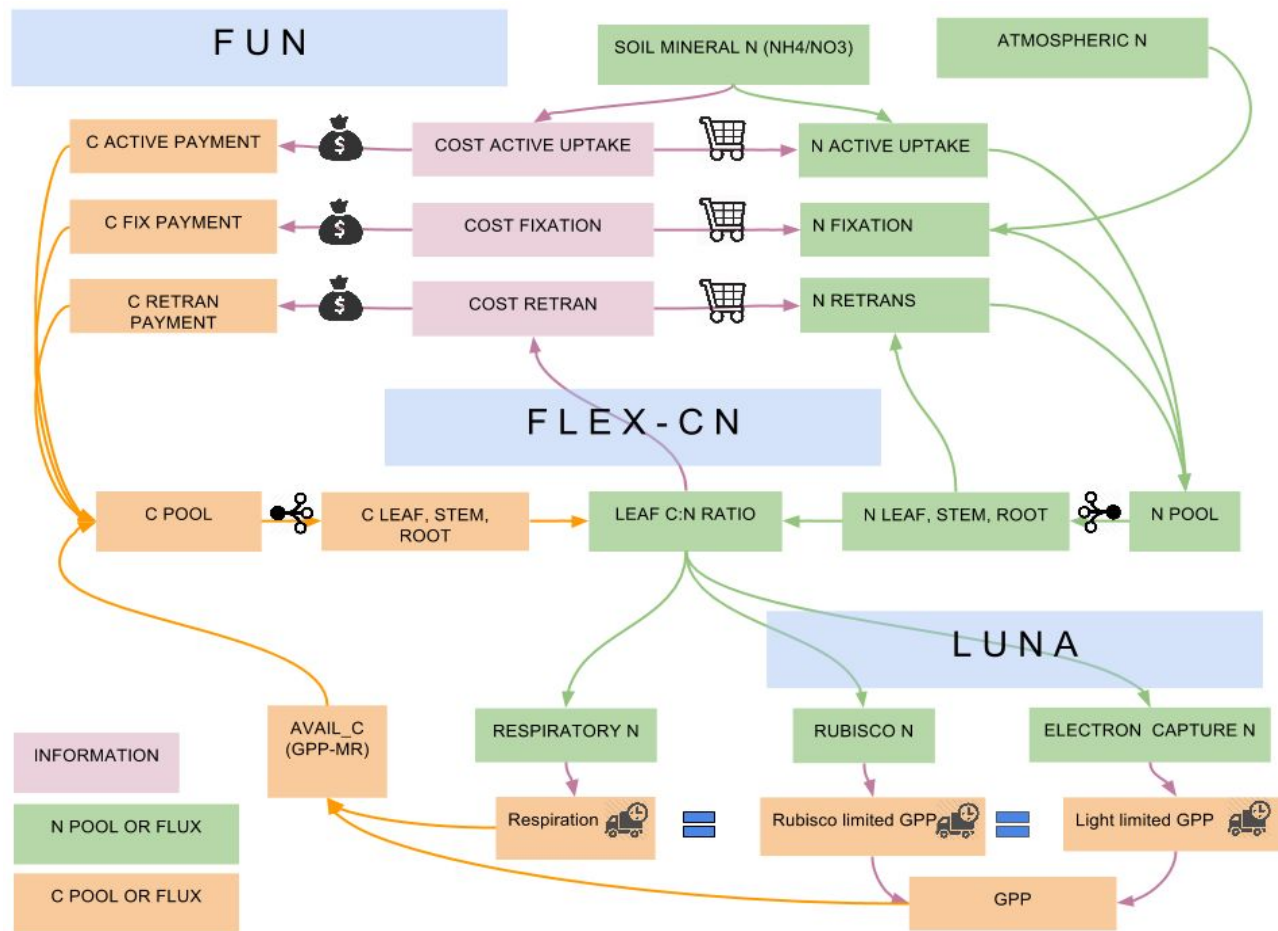 F U N
SOIL MINERAL N (NH4/NO3)
ATMOSPHERIC N
C ACTIVE PAYMENT
$
COST ACTIVE UPTAKE
N ACTIVE UPTAKE
C FIX PAYMENT
$
COST FIXATION
N FIXATION
C RETRAN
PAYMENT
$
COST RETRAN
N RETRANS
F L E X - C N
C POOL
C LEAF, STEM,
ROOT
LEAF C:N RATIO
N LEAF, STEM, ROOT
N POOL
L U N A
AVAIL_C
(GPP-MR)
RESPIRATORY N
RUBISCO N
ELECTRON CAPTURE N
INFORMATION
Respiration
Rubisco limited GPP
Light limited GPP
N POOL OR FLUX
C POOL OR FLUX
GPP